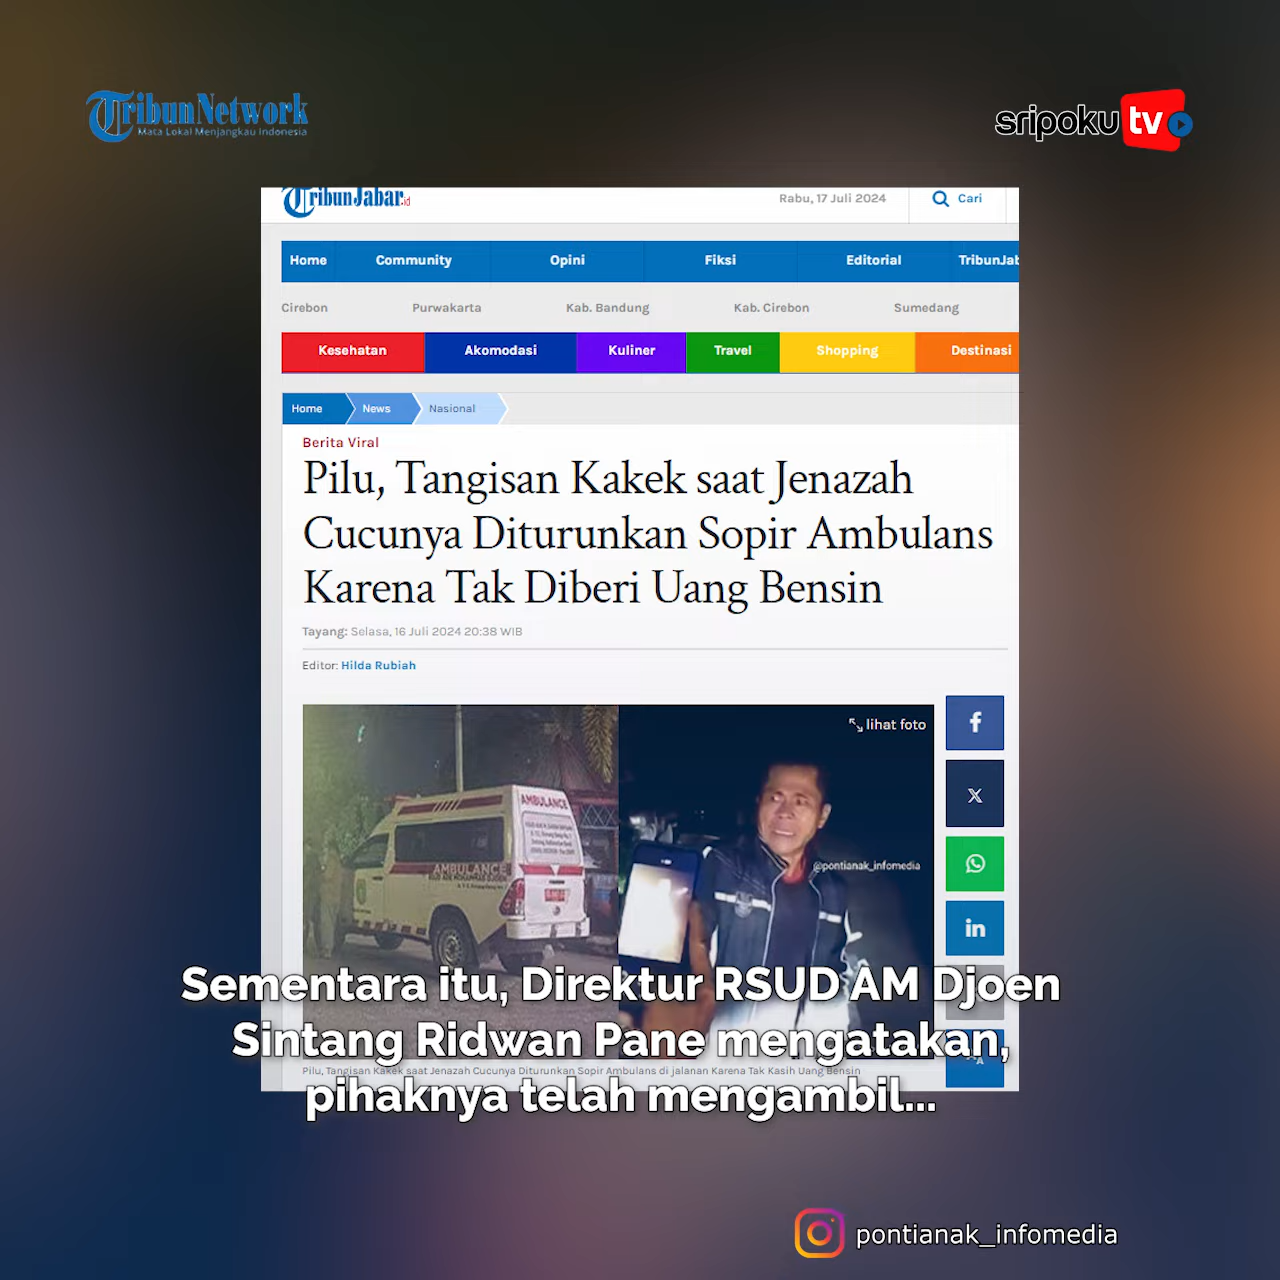 TribunNetwork
Mata Lokal Menjangkau Indonesia
sripoku tv
TribunJabar.id
Rabu, 17 Juli 2024
Cari
Home Community Opini Fiksi Editorial TribunJab
Cirebon Purwakarta Kab. Bandung Kab. Cirebon Sumedang
Kesehatan Akomodasi Kuliner Travel Shopping Destinasi
Home News Nasional
Berita Viral
Pilu, Tangisan Kakek saat Jenazah
Cucunya Diturunkan Sopir Ambulans
Karena Tak Diberi Uang Bensin
Tayang: Selasa, 16 Juli 2024 20:38 WIB
Editor: Hilda Rubiah
lihat foto
AMBULANCE
AMBULANCE
@pontianak_infomedia
Sementara itu, Direktur RSUD AM Djoen
Sintang Ridwan Pane mengatakan,
pihaknya telah mengambil...
Pilu, Tangisan Kakek saat Jenazah Cucunya Diturunkan Sopir Ambulans di jalanan Karena Tak Kasih Uang Bensin
pontianak_infomedia